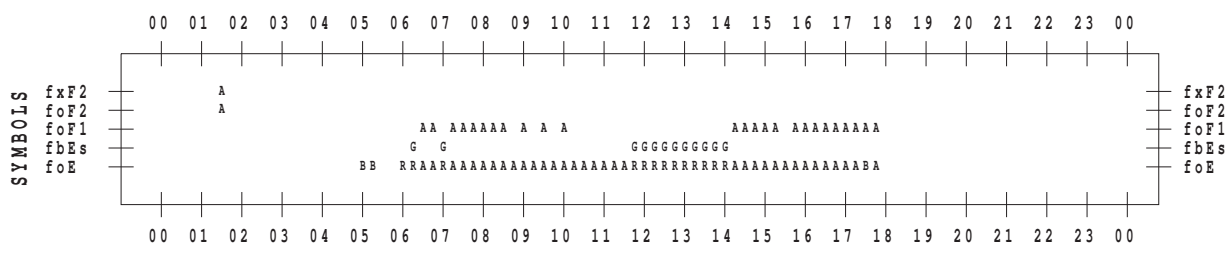 00 01 02 03 04 05 06 07 08 09 10 11 12 13 14 15 16 17 18 19 20 21 22 23 00
SYMBOLS
fxF2 A fxF2
foF2 A foF2
foF1 AA AAAAAA A A A AAAAA AAAAAAAAA foF1
fbEs G G GGGGGGGGGG fbEs
foE BB RRAARAAAAAAAAAAAAAAAAAARRRRRRRRRRAAAAAAAAAAAAABA foE
00 01 02 03 04 05 06 07 08 09 10 11 12 13 14 15 16 17 18 19 20 21 22 23 00